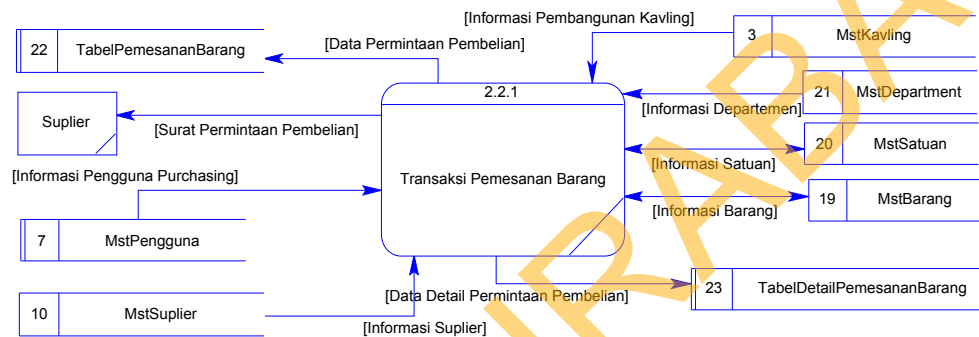 [Informasi Pembangunan Kavling]
3 MstKavling
22 TabelPemesananBarang
[Data Permintaan Pembelian]
2.2.1
21 MstDepartment
[Informasi Departemen]
Suplier
[Surat Permintaan Pembelian]
20 MstSatuan
[Informasi Satuan]
[Informasi Pengguna Purchasing]
Transaksi Pemesanan Barang
19 MstBarang
[Informasi Barang]
7 MstPengguna
23 TabelDetailPemesananBarang
[Data Detail Permintaan Pembelian]
10 MstSuplier
[Informasi Suplier]
RABA